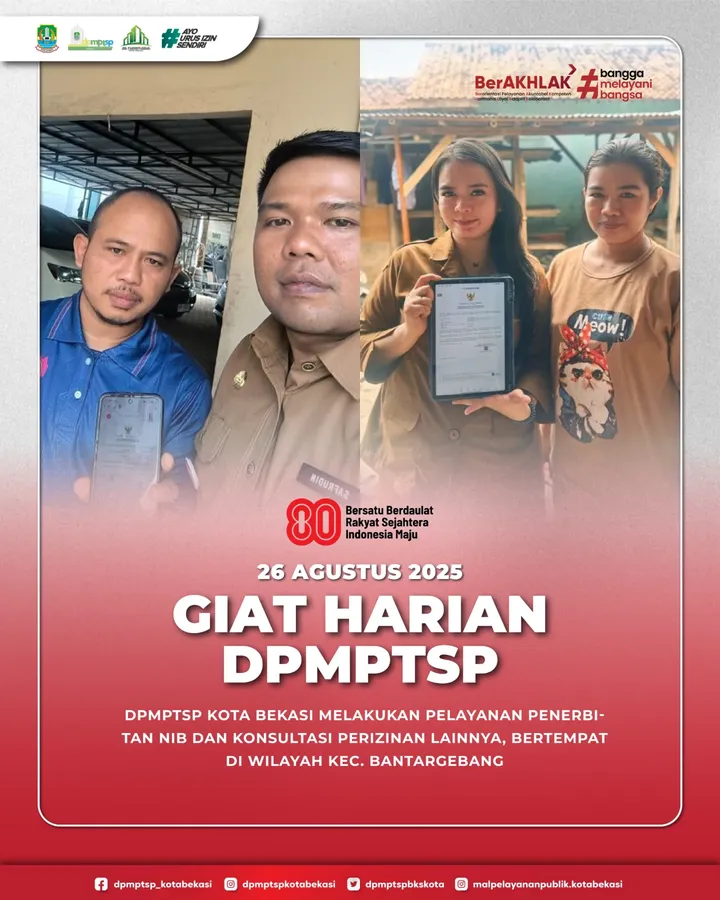 dpmptsp
#AYO
URUS IZIN
SENDIRI
BerAKHLAK
#bangga
melayani
bangsa
Meow!
SAFRUDIN
80
Bersatu Berdaulat
Rakyat Sejahtera
Indonesia Maju
26 AGUSTUS 2025
GIAT HARIAN
DPMPTSP
DPMPTSP KOTA BEKASI MELAKUKAN PELAYANAN PENERBI-
TAN NIB DAN KONSULTASI PERIZINAN LAINNYA, BERTEMPAT
DI WILAYAH KEC. BANTARGEBANG
dpmptsp_kotabekasi
dpmptspkotabekasi
dpmptspbkskota
malpelayananpublik.kotabekasi